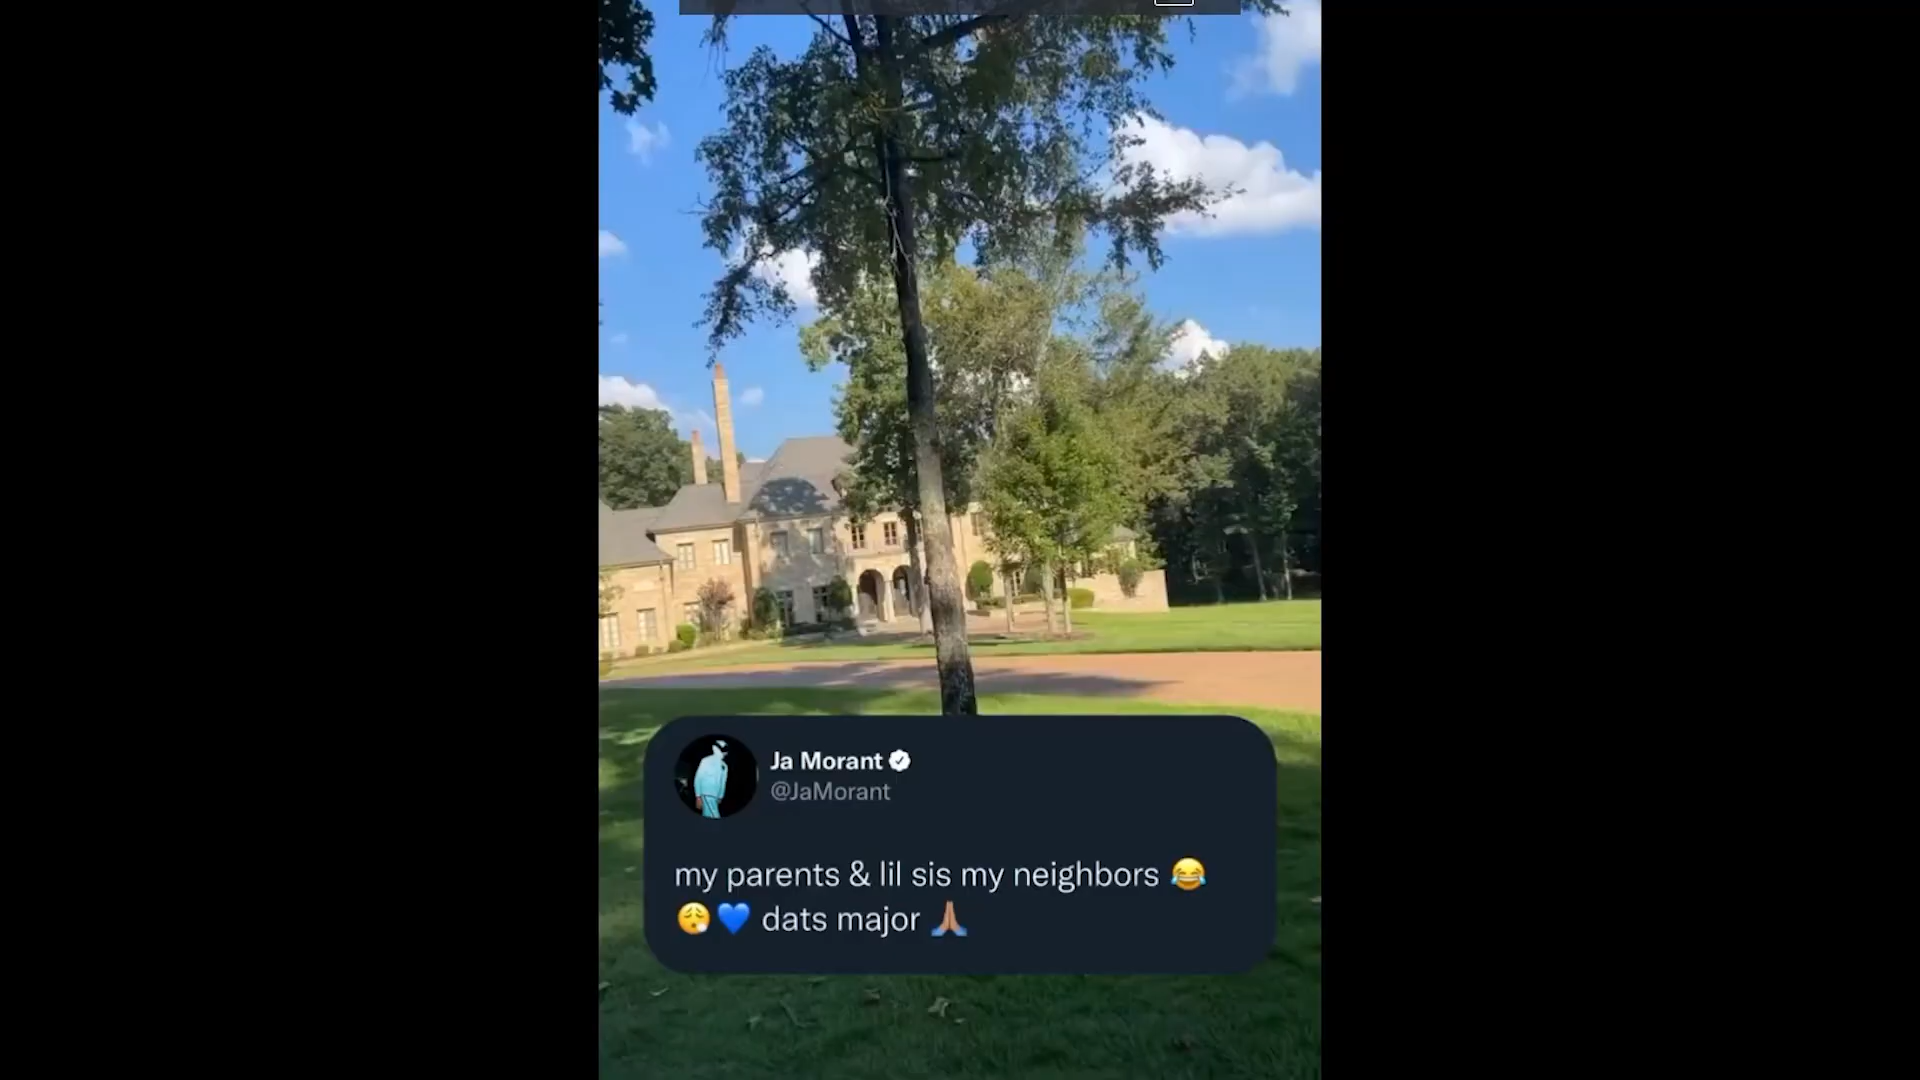 Ja Morant
@JaMorant
my parents & lil sis my neighbors 😂
😮‍💨💙 dats major 🙏🏽